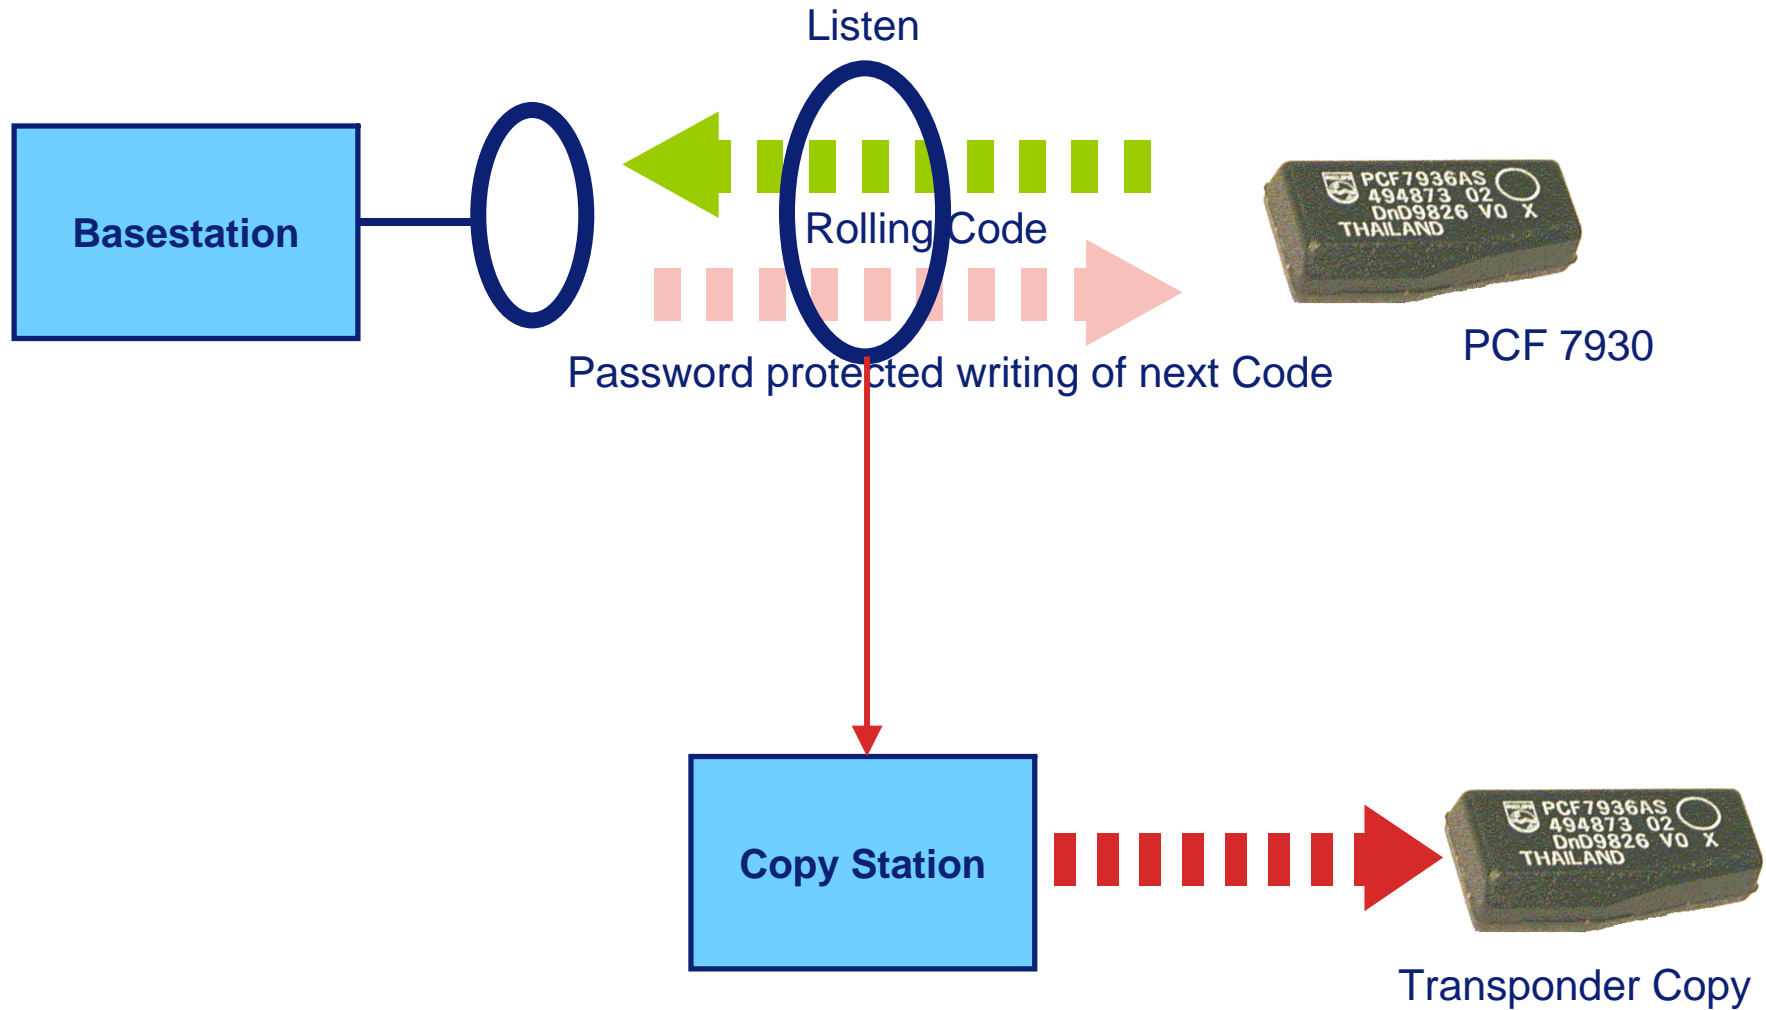 Listen
Basestation
Rolling Code
PCF7936AS
494873 02
DnD9826 V0 X
THAILAND
PCF 7930
Password protected writing of next Code
Copy Station
PCF7936AS
494873 02
DnD9826 V0 X
THAILAND
Transponder Copy